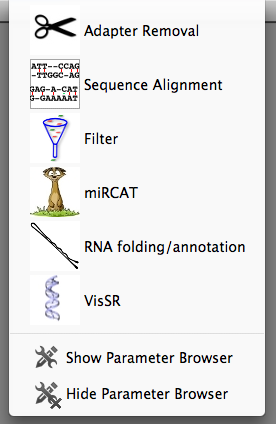 Adapter Removal
ATT--CCAG
-TTGGC-AG
GAG-A-CAT
G-GAAAAAT
Sequence Alignment
Filter
miRCAT
RNA folding/annotation
VisSR
Show Parameter Browser
Hide Parameter Browser